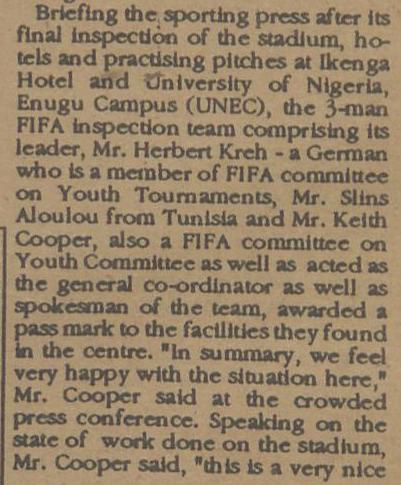 Briefing the sporting press after its
final inspection of the stadium, ho-
tels and practising pitches at Ikenga
Hotel and University of Nigeria,
Enugu Campus (UNEC), the 3-man
FIFA inspection team comprising its
leader, Mr. Herbert Kreh - a German
who is a member of FIFA committee
on Youth Tournaments, Mr. Slins
Aloulou from Tunisia and Mr. Keith
Cooper, also a FIFA committee on
Youth Committee as well as acted as
the general co-ordinator as well as
spokesman of the team, awarded a
pass mark to the facilities they found
in the centre. "In summary, we feel
very happy with the situation here,"
Mr. Cooper said at the crowded
press conference. Speaking on the
state of work done on the stadium,
Mr. Cooper said, "this is a very nice